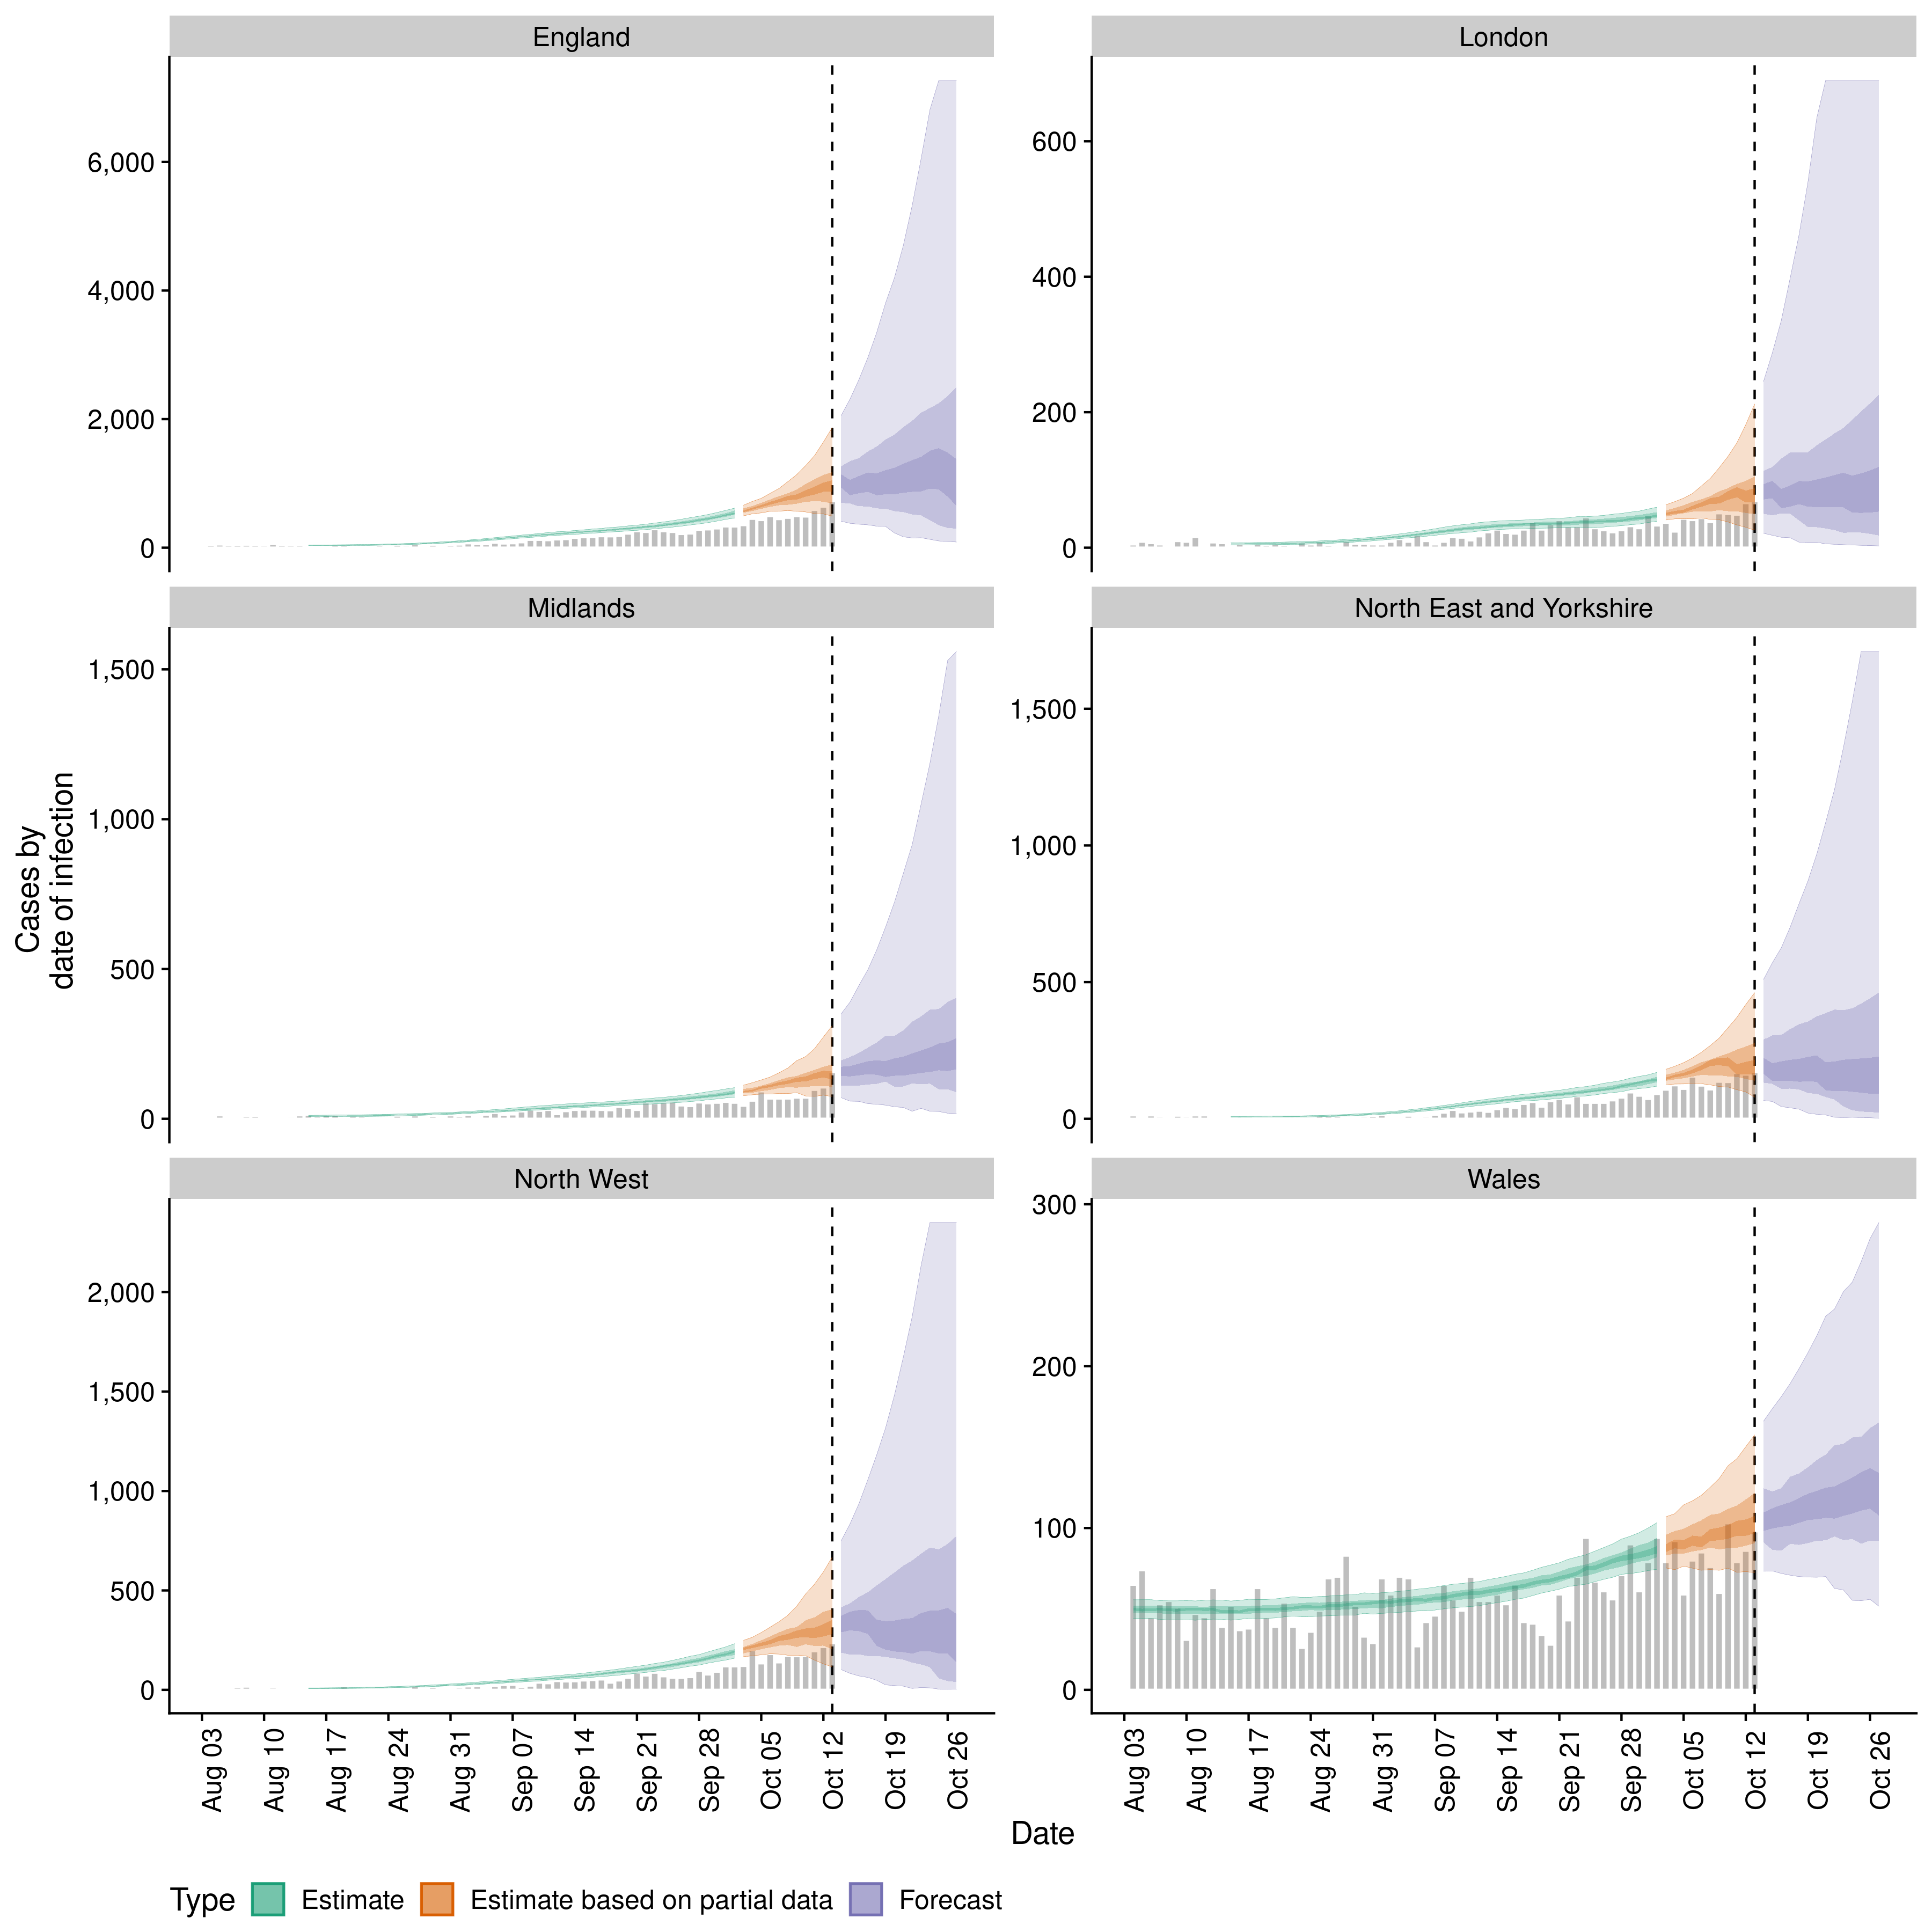 England
London
6,000
4,000
2,000
0
600
400
200
0
Midlands
North East and Yorkshire
1,500
1,000
500
0
1,500
1,000
500
0
North West
Wales
2,000
1,500
1,000
500
0
300
200
100
0
Cases by
date of infection
Aug 03
Aug 10
Aug 17
Aug 24
Aug 31
Sep 07
Sep 14
Sep 21
Sep 28
Oct 05
Oct 12
Oct 19
Oct 26
Aug 03
Aug 10
Aug 17
Aug 24
Aug 31
Sep 07
Sep 14
Sep 21
Sep 28
Oct 05
Oct 12
Oct 19
Oct 26
Date
Type Estimate Estimate based on partial data Forecast